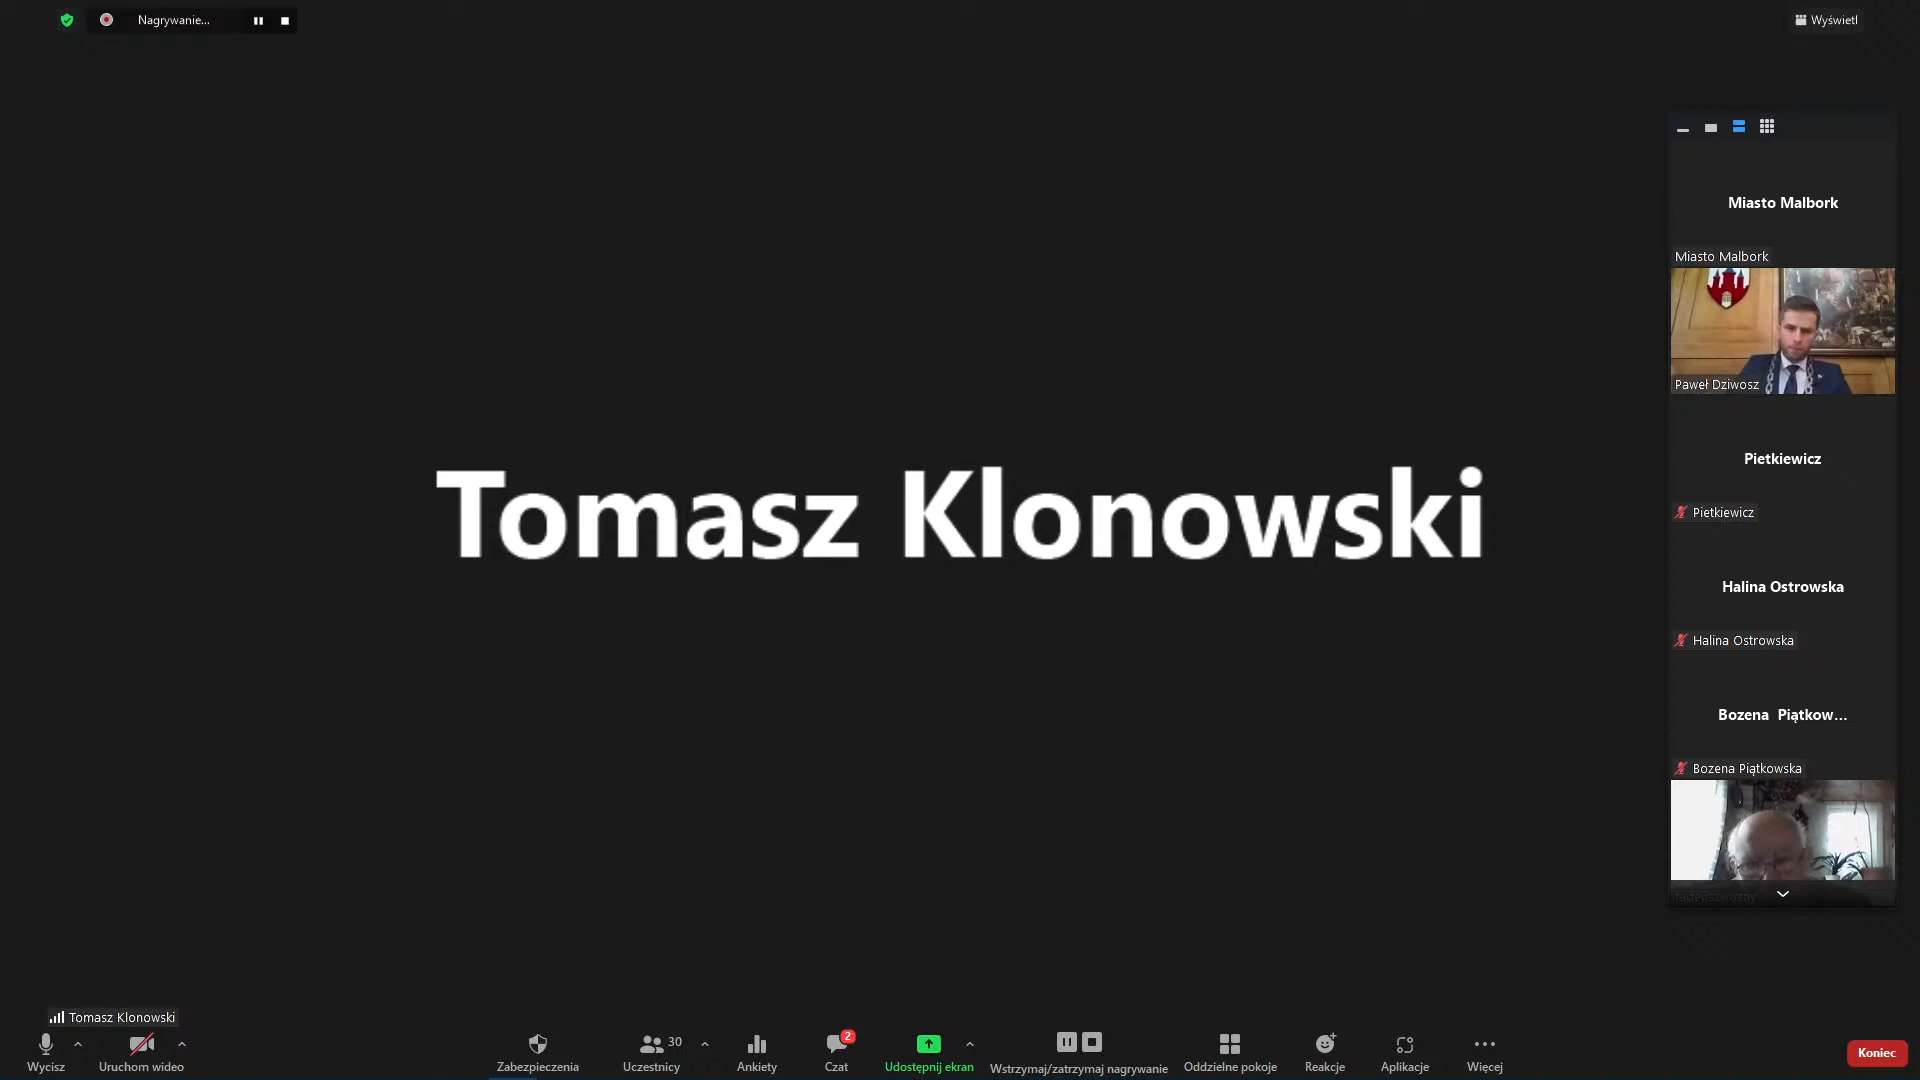 Nagrywanie...
Wyświetl
Miasto Malbork
Miasto Malbork
Paweł Dziwosz
Pietkiewicz
Pietkiewicz
Halina Ostrowska
Halina Ostrowska
Bozena Piątkow...
Bozena Piątkowska
Tomasz Klonowski
Tomasz Klonowski
Wycisz
Uruchom wideo
Zabezpieczenia
30
Uczestnicy
Ankiety
2
Czat
Udostępnij ekran
Wstrzymaj/zatrzymaj nagrywanie
Oddzielne pokoje
Reakcje
Aplikacje
Więcej
Koniec